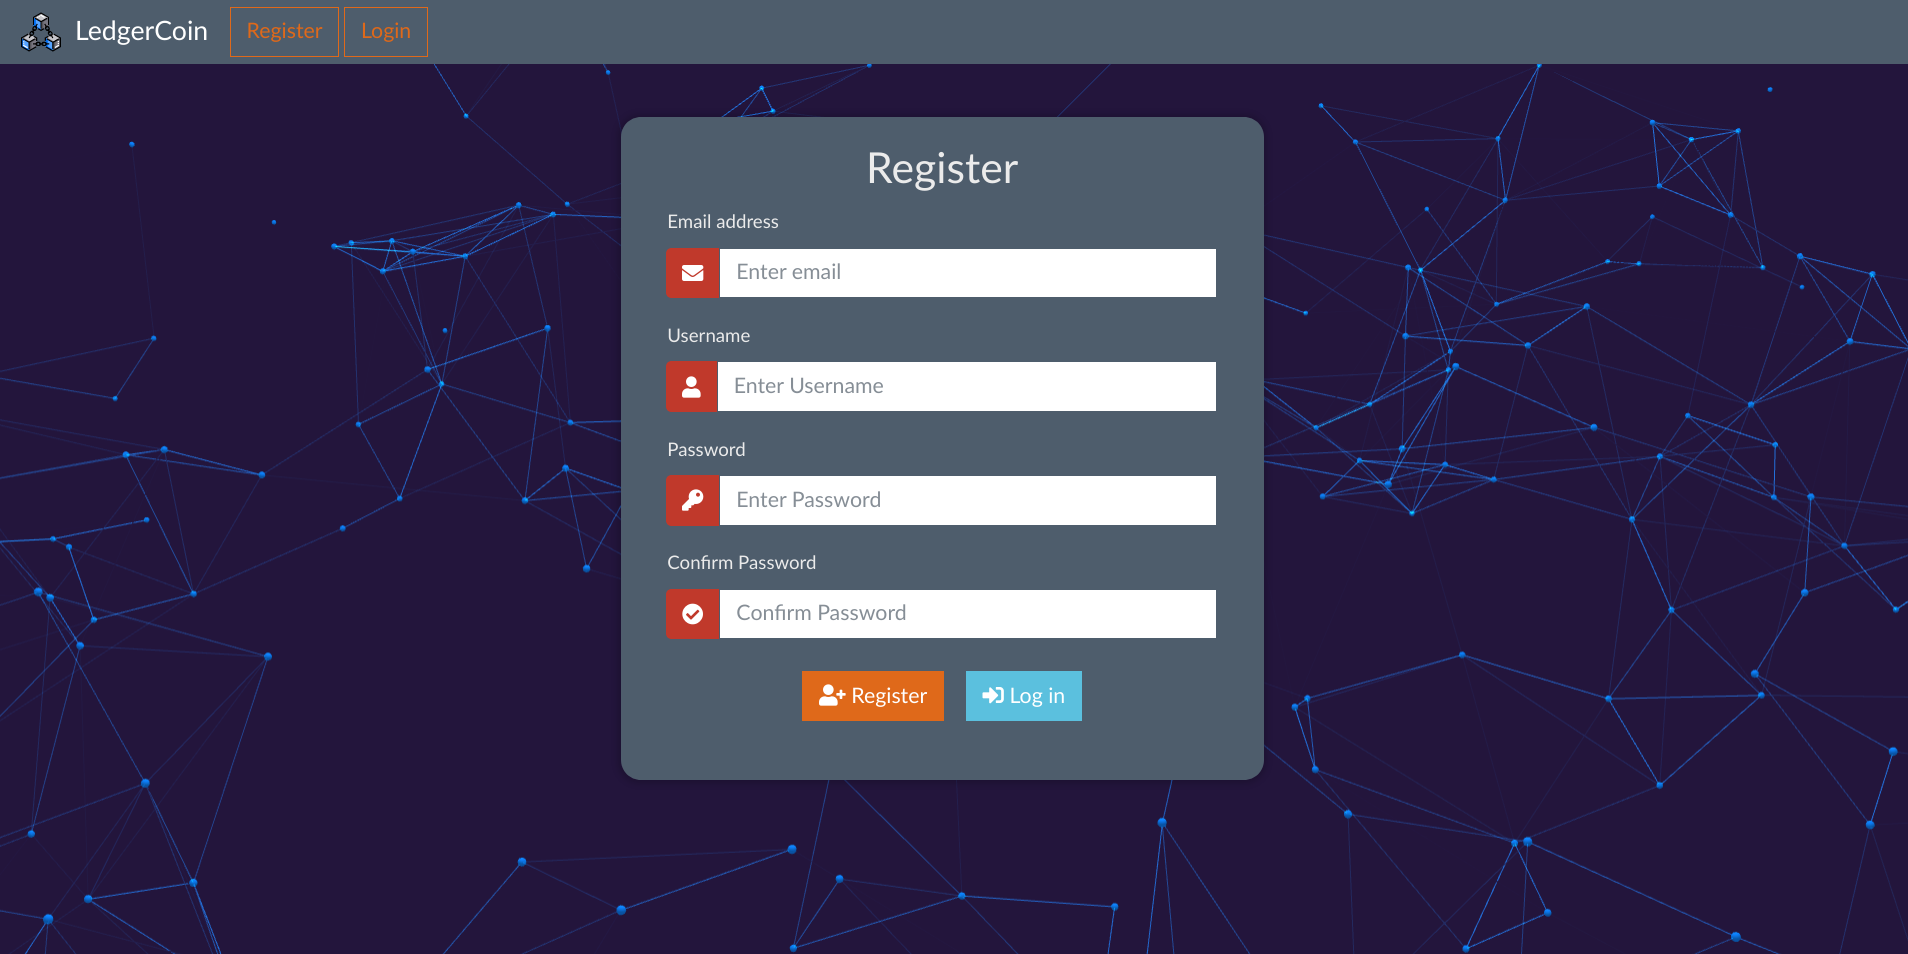 LedgerCoin Register Login
Register
Email address
Enter email
Username
Enter Username
Password
Enter Password
Confirm Password
Confirm Password
Register Log in